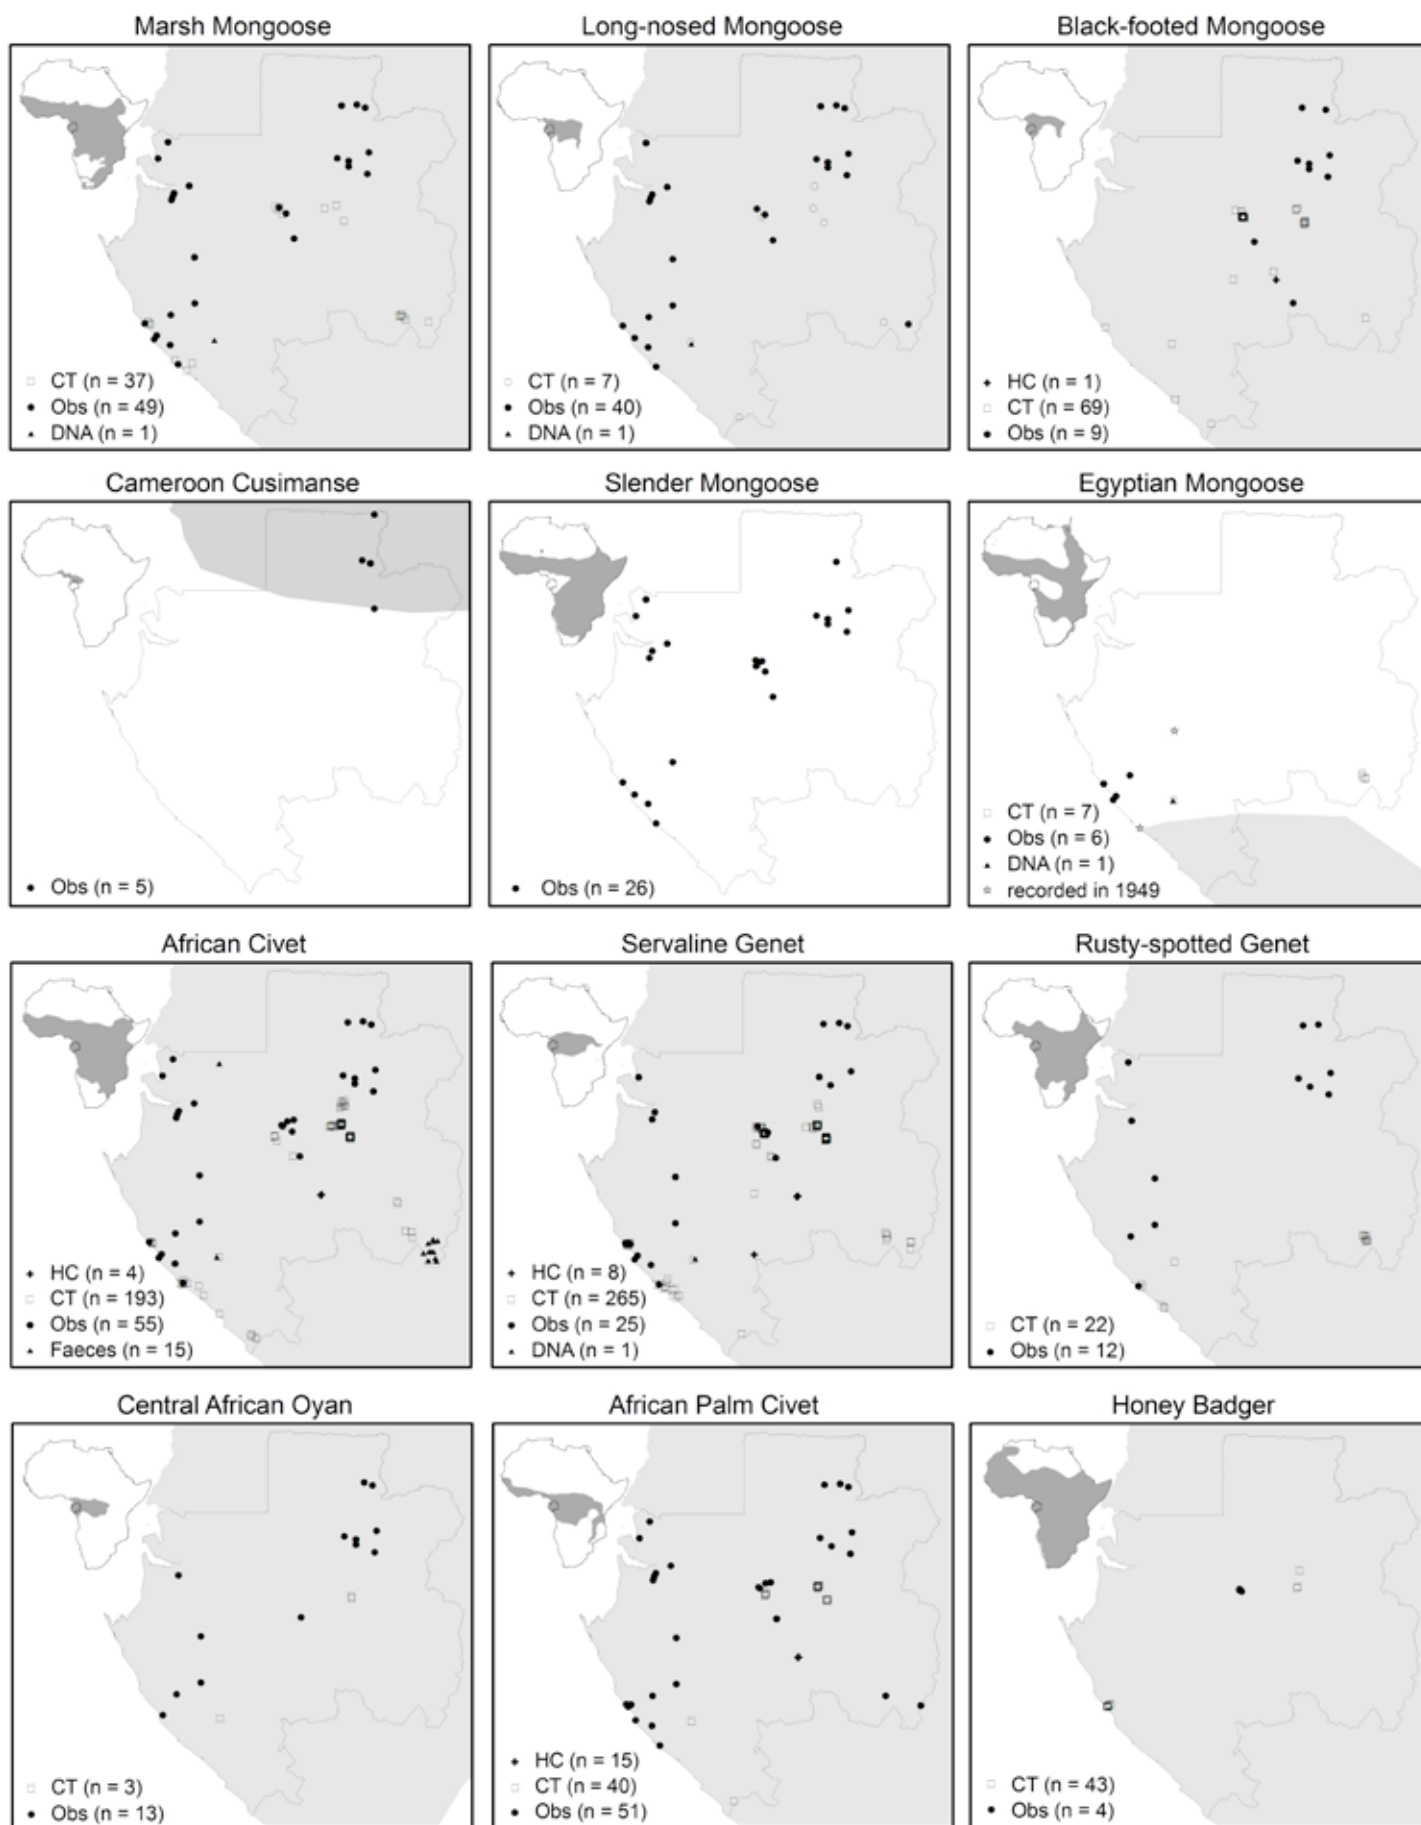 Marsh Mongoose
CT (n = 37)
Obs (n = 49)
DNA (n = 1)
Long-nosed Mongoose
CT (n = 7)
Obs (n = 40)
DNA (n = 1)
Black-footed Mongoose
HC (n = 1)
CT (n = 69)
Obs (n = 9)
Cameroon Cusimanse
Obs (n = 5)
Slender Mongoose
Obs (n = 26)
Egyptian Mongoose
CT (n = 7)
Obs (n = 6)
DNA (n = 1)
recorded in 1949
African Civet
HC (n = 4)
CT (n = 193)
Obs (n = 55)
Faeces (n = 15)
Servaline Genet
HC (n = 8)
CT (n = 265)
Obs (n = 25)
DNA (n = 1)
Rusty-spotted Genet
CT (n = 22)
Obs (n = 12)
Central African Oyan
CT (n = 3)
Obs (n = 13)
African Palm Civet
HC (n = 15)
CT (n = 40)
Obs (n = 51)
Honey Badger
CT (n = 43)
Obs (n = 4)